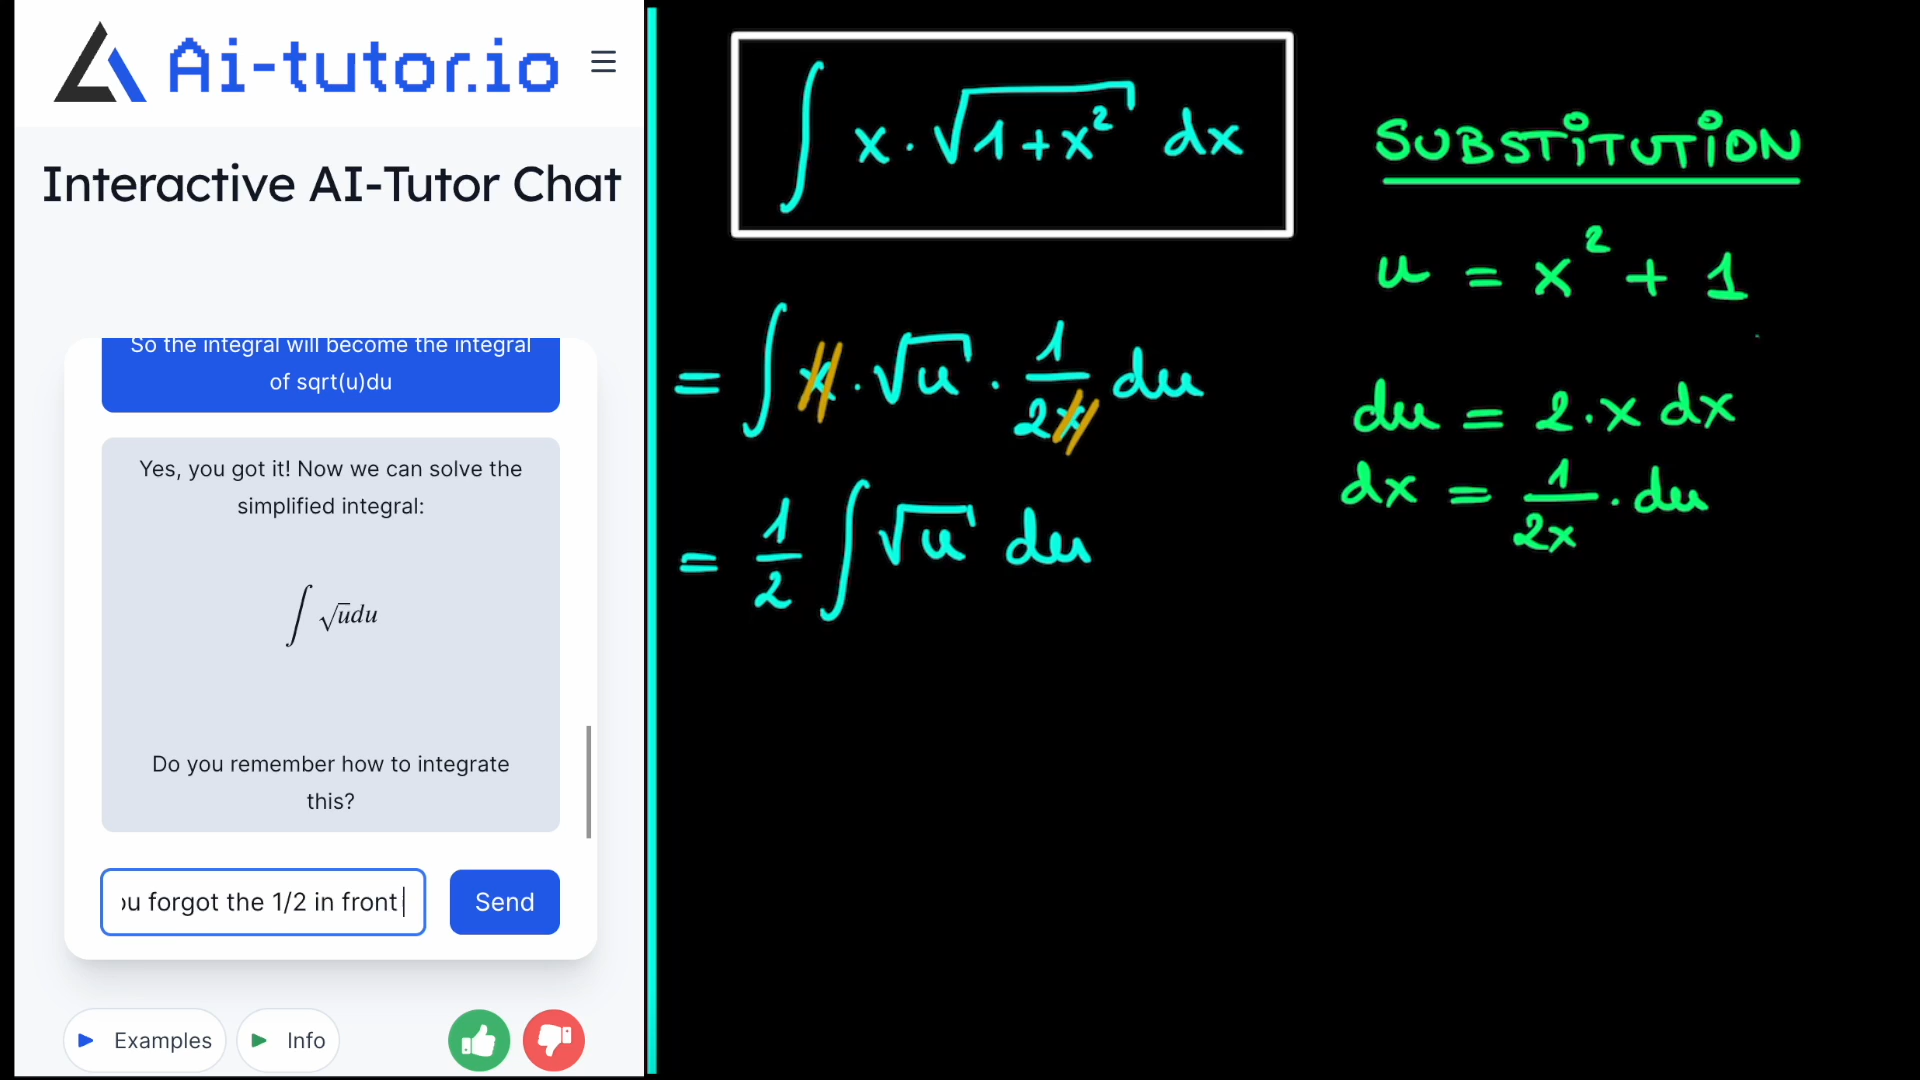 Ai-tutor.io
Interactive AI-Tutor Chat
So the integral will become the integral
of sqrt(u)du
Yes, you got it! Now we can solve the
simplified integral:
∫ √u du
Do you remember how to integrate
this?
ou forgot the 1/2 in front
Send
Examples
Info
∫ x · √(1+x²) dx
= ∫ x · √u · 1/2x du
= 1/2 ∫ √u du
SUBSTITUTION
u = x² + 1
du = 2·x dx
dx = 1/2x · du